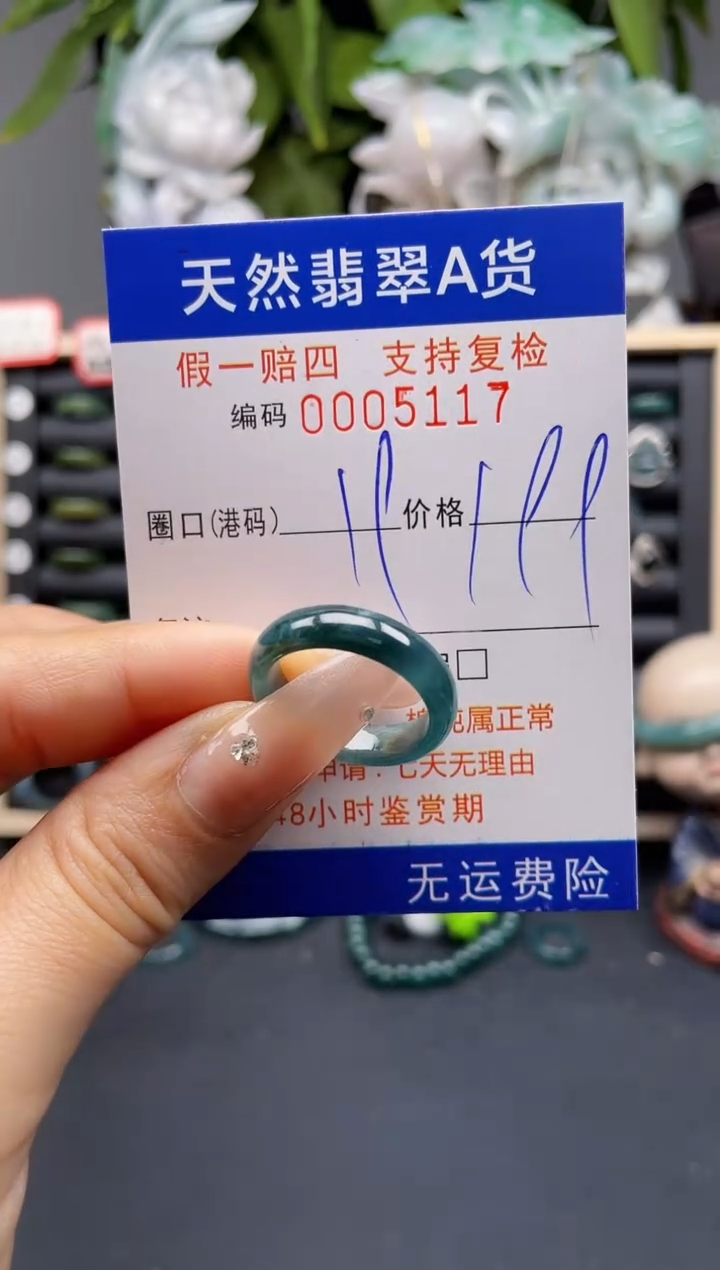 天然翡翠A货
假一赔四 支持复检
编码 0005117
圈口(港码) 价格
属正常
七天无理由
48小时鉴赏期
无运费险